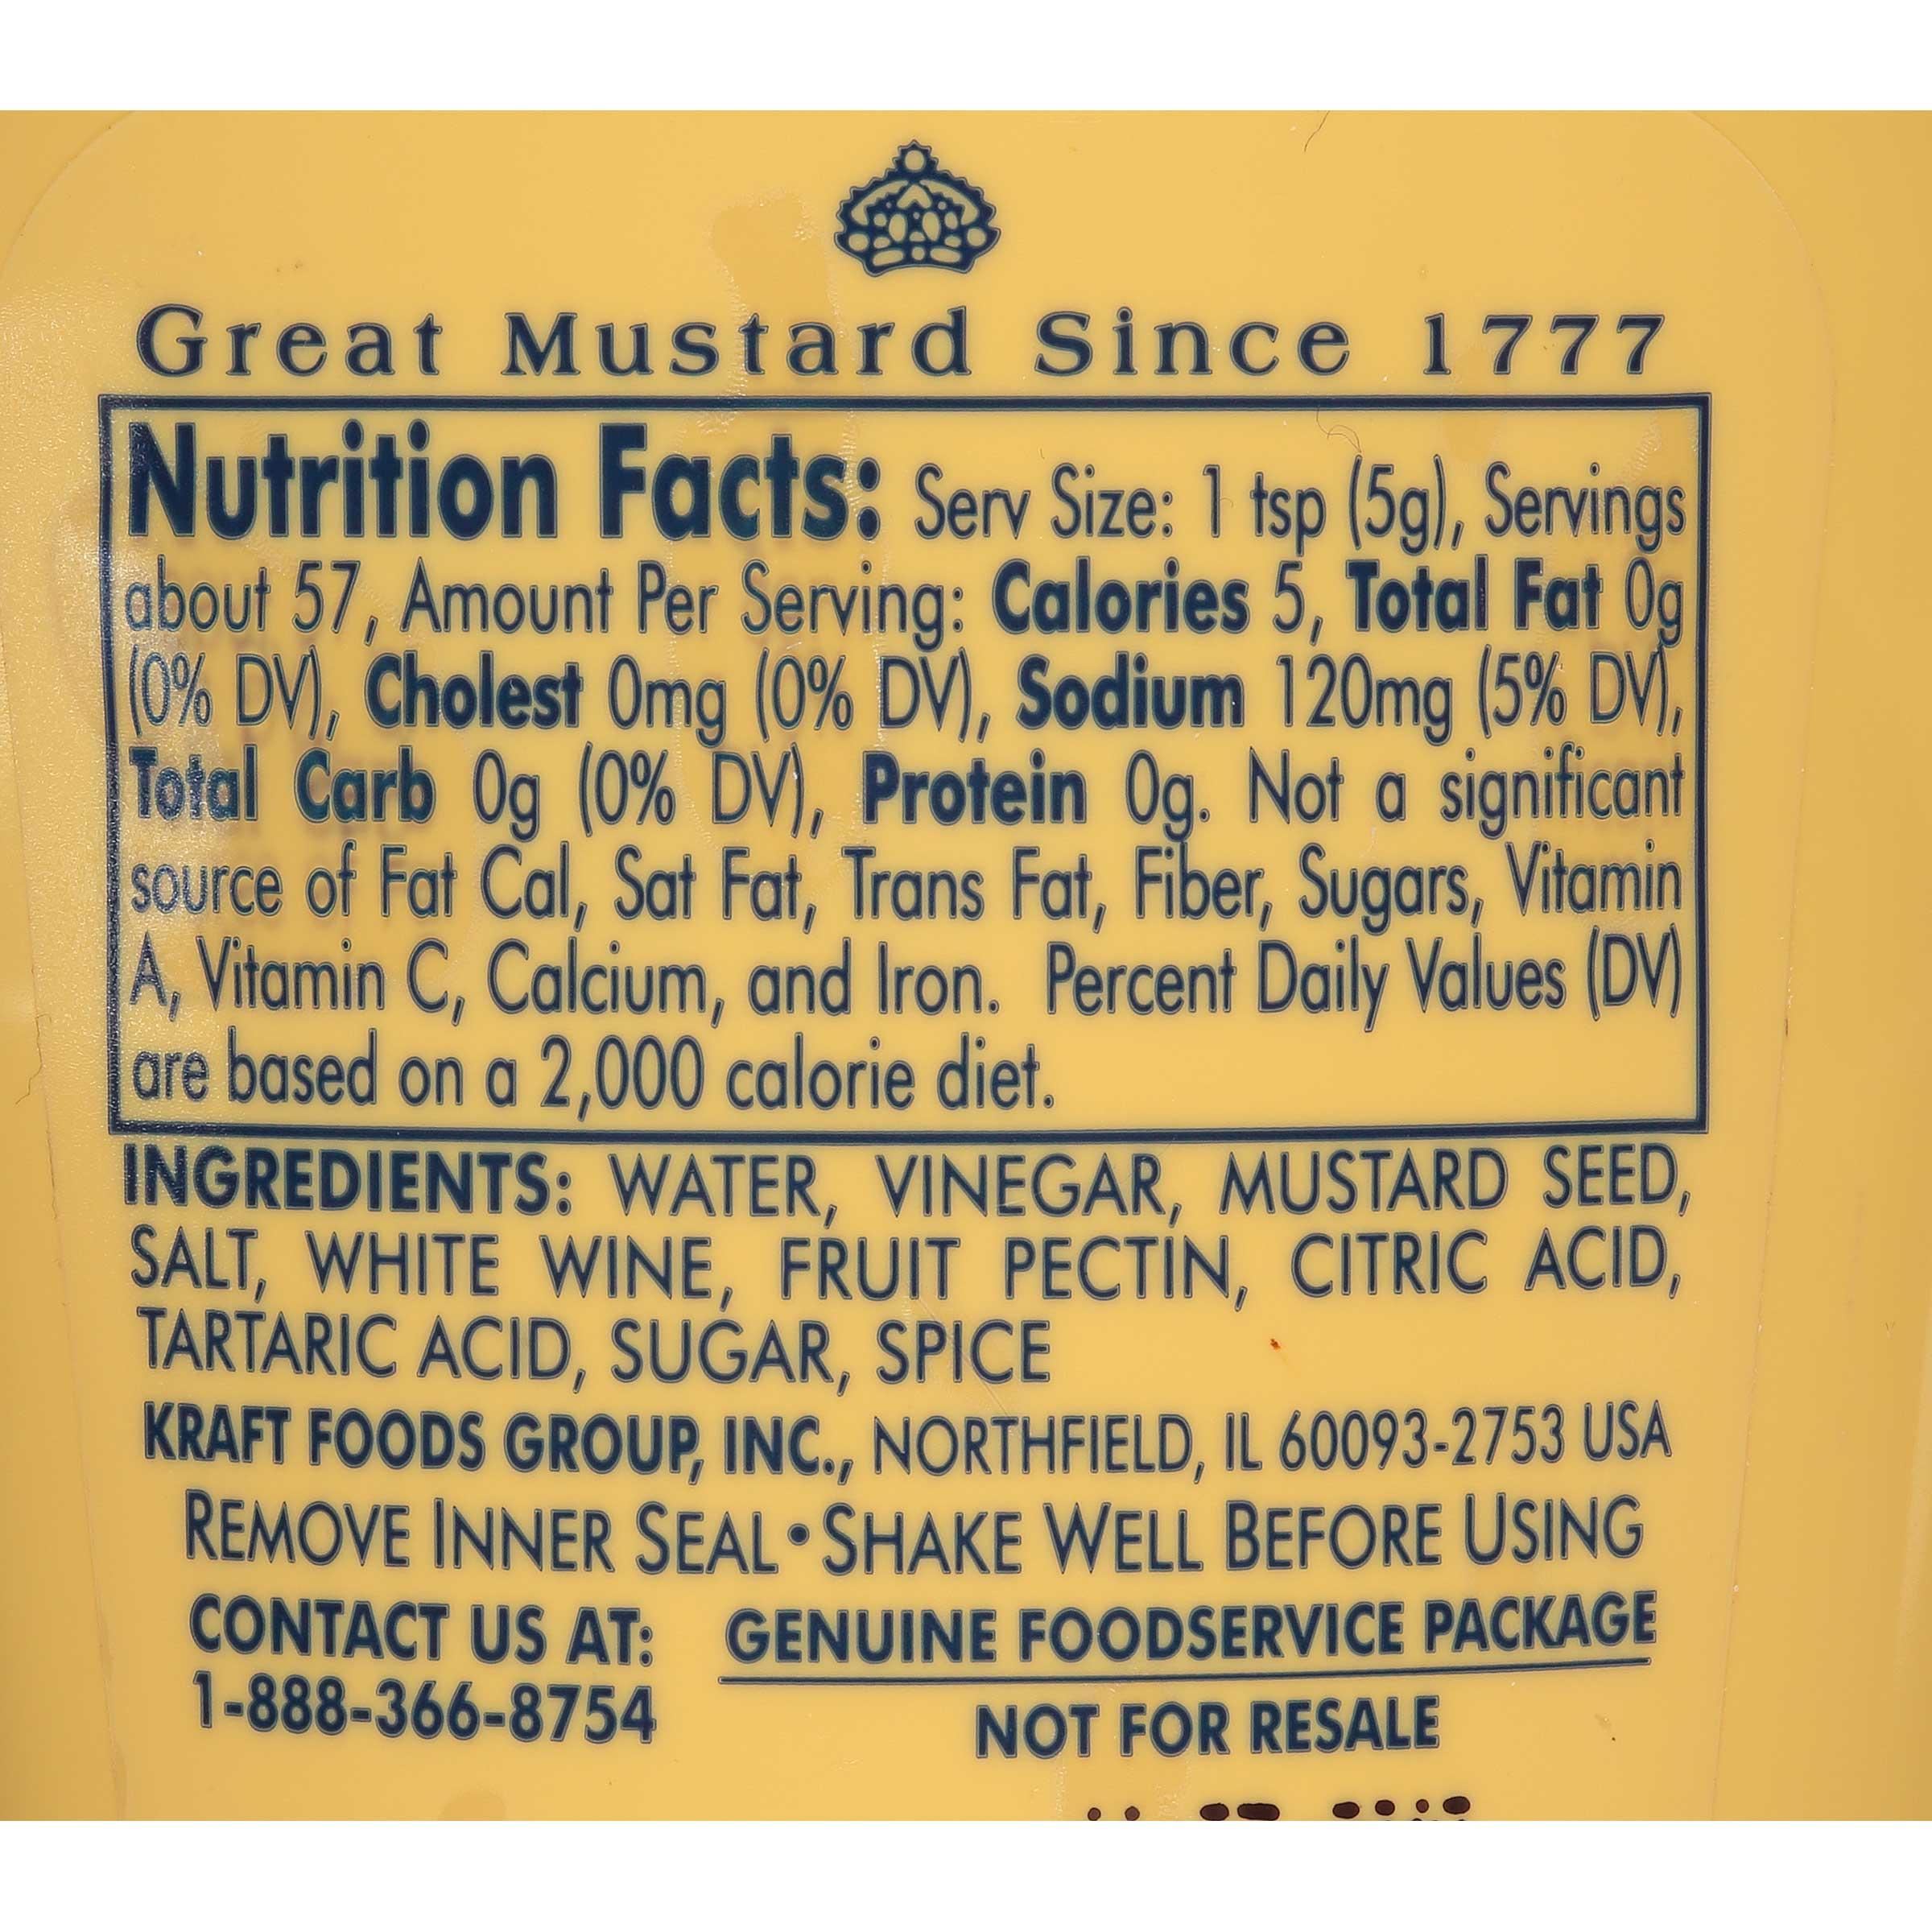 Great Mustard Since 1777
Nutrition Facts: Serv Size: 1 tsp (5g), Servings
about 57, Amount Per Serving: Calories 5, Total Fat 0g
(0% DV), Cholest 0mg (0% DV), Sodium 120mg (5% DV),
Total Carb 0g (0% DV), Protein 0g. Not a significant
source of Fat Cal, Sat Fat, Trans Fat, Fiber, Sugars, Vitamin
A, Vitamin C, Calcium, and Iron. Percent Daily Values (DV)
are based on a 2,000 calorie diet.
INGREDIENTS: WATER, VINEGAR, MUSTARD SEED,
SALT, WHITE WINE, FRUIT PECTIN, CITRIC ACID,
TARTARIC ACID, SUGAR, SPICE
KRAFT FOODS GROUP, INC., NORTHFIELD, IL 60093-2753 USA
REMOVE INNER SEAL • SHAKE WELL BEFORE USING
CONTACT US AT:
1-888-366-8754
GENUINE FOODSERVICE PACKAGE
NOT FOR RESALE